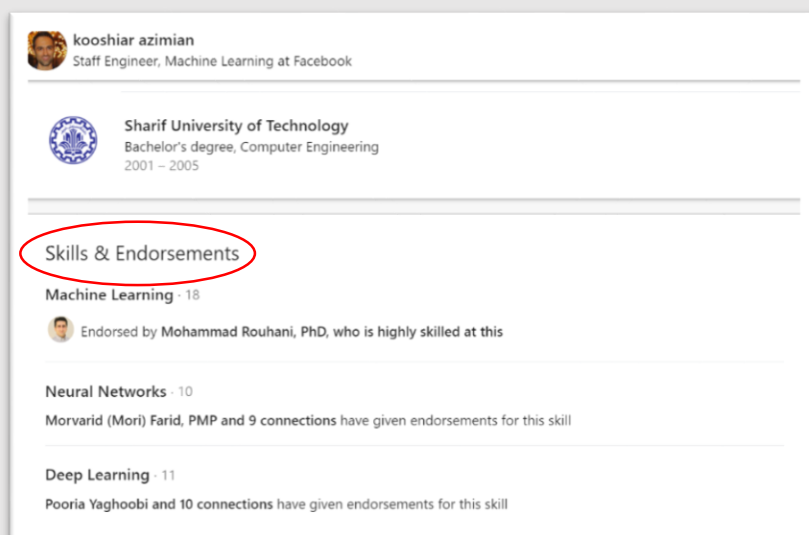 kooshiar azimian
Staff Engineer, Machine Learning at Facebook
Sharif University of Technology
Bachelor's degree, Computer Engineering
2001 – 2005
Skills & Endorsements
Machine Learning · 18
Endorsed by Mohammad Rouhani, PhD, who is highly skilled at this
Neural Networks · 10
Morvarid (Mori) Farid, PMP and 9 connections have given endorsements for this skill
Deep Learning · 11
Pooria Yaghoobi and 10 connections have given endorsements for this skill